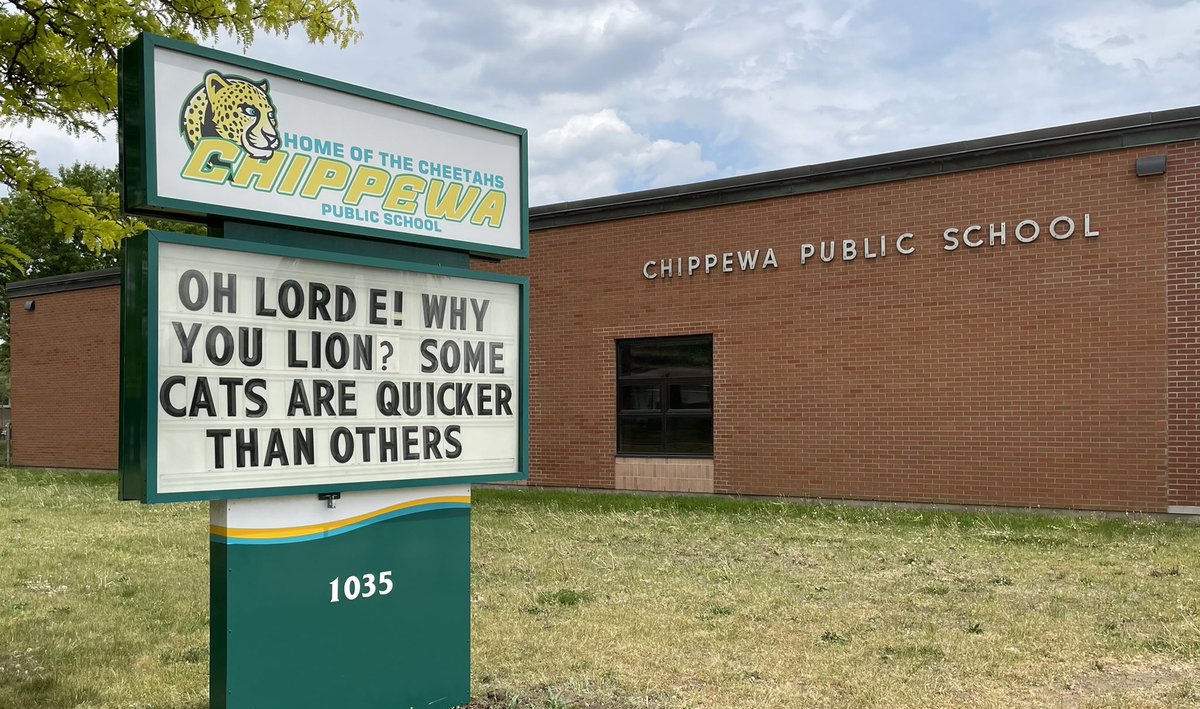 HOME OF THE CHEETAHS
CHIPPEWA
PUBLIC SCHOOL
OH LORD E! WHY
YOU LION? SOME
CATS ARE QUICKER
THAN OTHERS
1035
CHIPPEWA PUBLIC SCHOOL